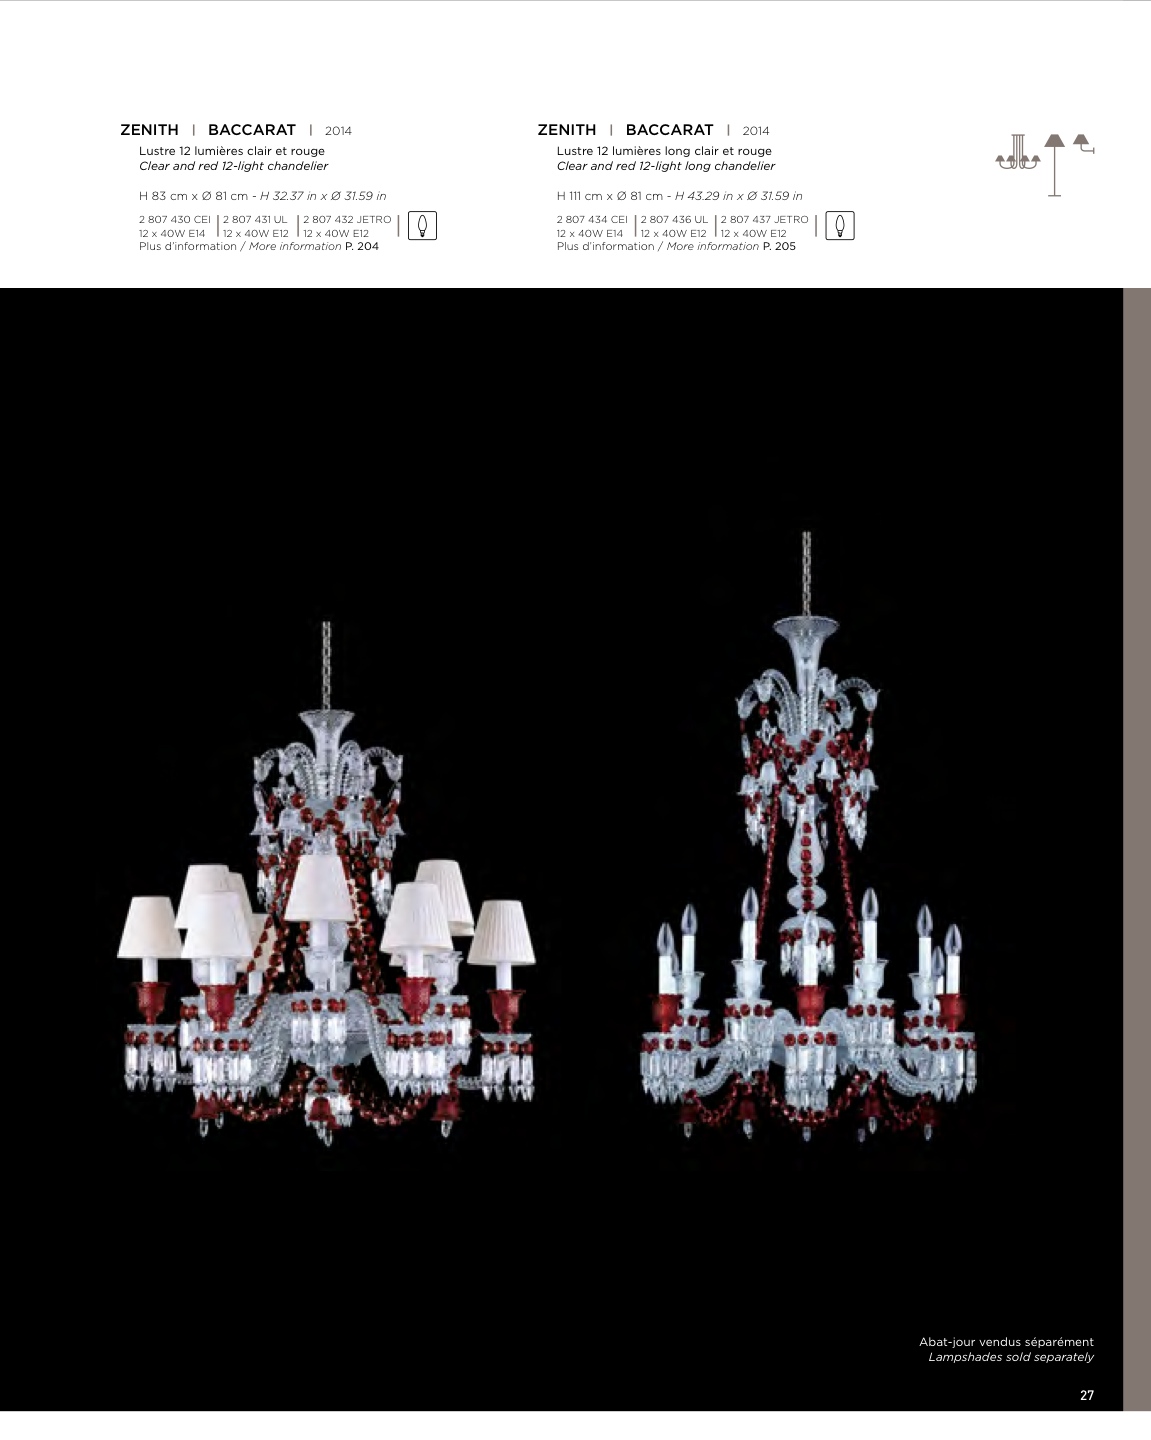 ZENITH | BACCARAT | 2014
Lustre 12 lumières clair et rouge
Clear and red 12-light chandelier
H 83 cm x Ø 81 cm - H 32.37 in x Ø 31.59 in
2 807 430 CEI | 2 807 431 UL | 2 807 432 JETRO |
12 x 40W E14 | 12 x 40W E12 | 12 x 40W E12
Plus d'information / More information P. 204
ZENITH | BACCARAT | 2014
Lustre 12 lumières long clair et rouge
Clear and red 12-light long chandelier
H 111 cm x Ø 81 cm - H 43.29 in x Ø 31.59 in
2 807 434 CEI | 2 807 436 UL | 2 807 437 JETRO |
12 x 40W E14 | 12 x 40W E12 | 12 x 40W E12
Plus d'information / More information P. 205
Abat-jour vendus séparément
Lampshades sold separately
27